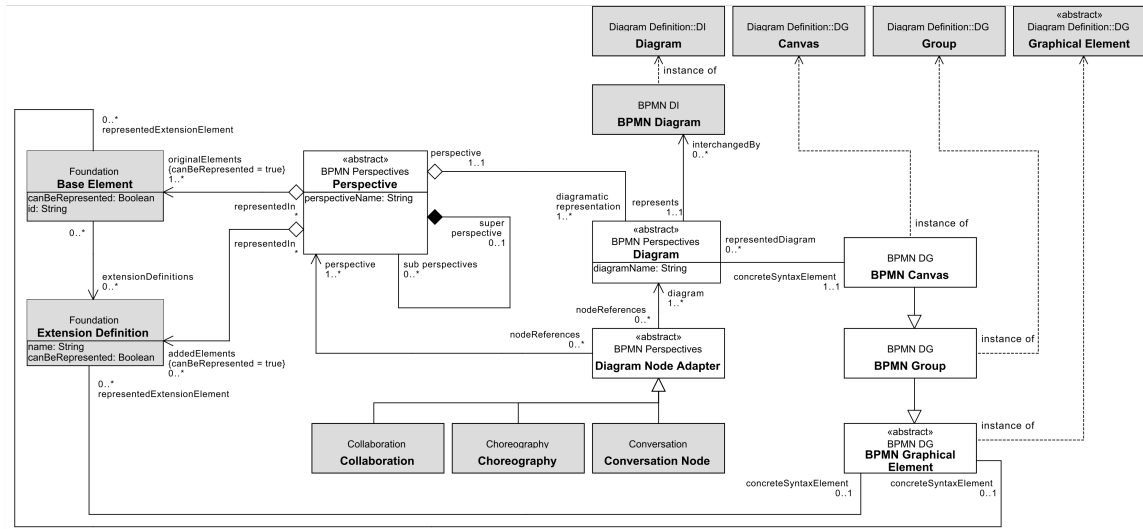 Diagram Definition::DI
Diagram
Diagram Definition::DG
Canvas
Diagram Definition::DG
Group
«abstract»
Diagram Definition::DG
Graphical Element
instance of
BPMN DI
BPMN Diagram
0..*
representedExtensionElement
interchangedBy
0..*
Foundation
Base Element
canBeRepresented: Boolean
id: String
originalElements
{canBeRepresented = true}
1..*
representedIn
*
representedIn
*
«abstract»
BPMN Perspectives
Perspective
perspectiveName: String
perspective
1..1
super
perspective
0..1
sub perspectives
0..*
perspective
1..*
diagramatic
representation
1..*
represents
1..1
«abstract»
BPMN Perspectives
Diagram
diagramName: String
representedDiagram
0..*
concreteSyntaxElement
1..1
instance of
BPMN DG
BPMN Canvas
0..*
extensionDefinitions
0..*
Foundation
Extension Definition
name: String
canBeRepresented: Boolean
addedElements
{canBeRepresented = true}
0..*
0..*
representedExtensionElement
diagram
1..*
nodeReferences
0..*
nodeReferences
0..*
«abstract»
BPMN Perspectives
Diagram Node Adapter
instance of
BPMN DG
BPMN Group
Collaboration
Collaboration
Choreography
Choreography
Conversation
Conversation Node
instance of
«abstract»
BPMN DG
BPMN Graphical
Element
concreteSyntaxElement
0..1
concreteSyntaxElement
0..1